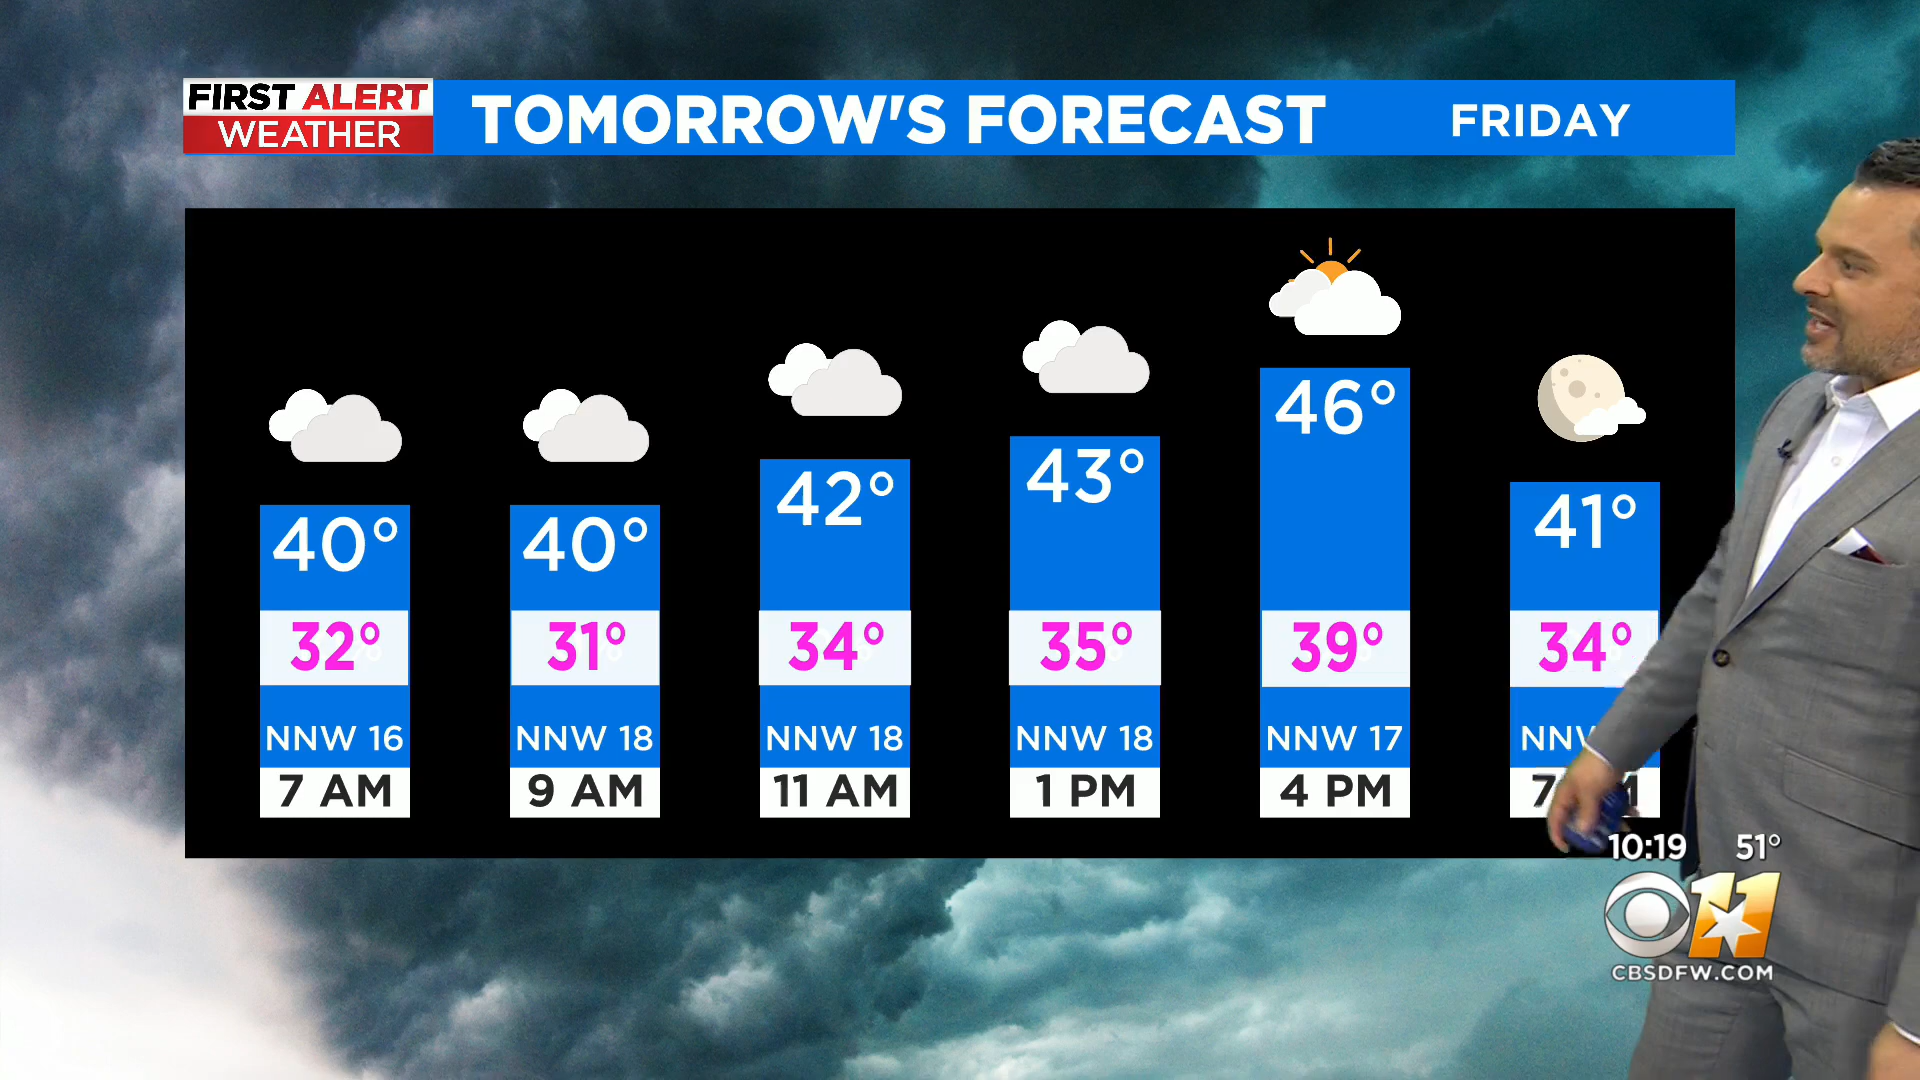 FIRST ALERT
WEATHER
TOMORROW'S FORECAST
FRIDAY
40° 40° 42° 43° 46° 41°
32° 31° 34° 35° 39° 34°
NNW 16 NNW 18 NNW 18 NNW 18 NNW 17
7 AM 9 AM 11 AM 1 PM 4 PM
10:19 51°
11
CBSDFW.COM